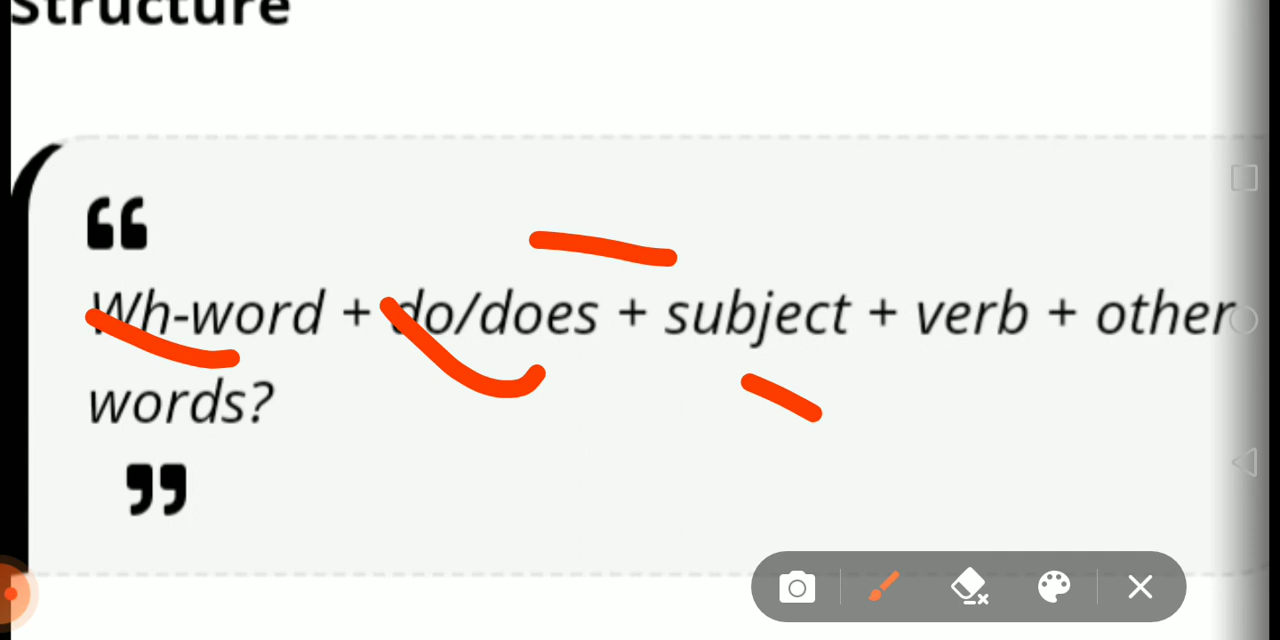 Structure
“
Wh-word + do/does + subject + verb + other
words?
”